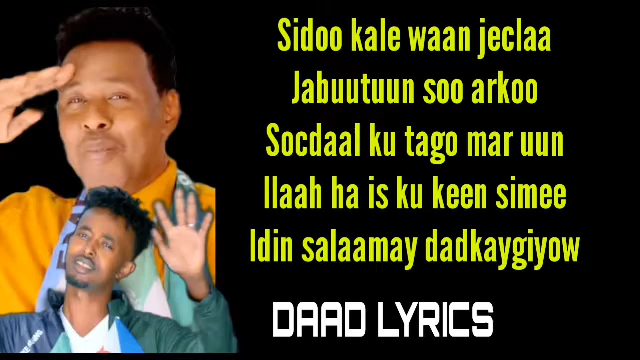 Sidoo kale waan jeclaa
Jabuutuun soo arkoo
Socdaal ku tago mar uun
Ilaah ha is ku keen simee
Idin salaamay dadkaygiyow
DAAD LYRICS